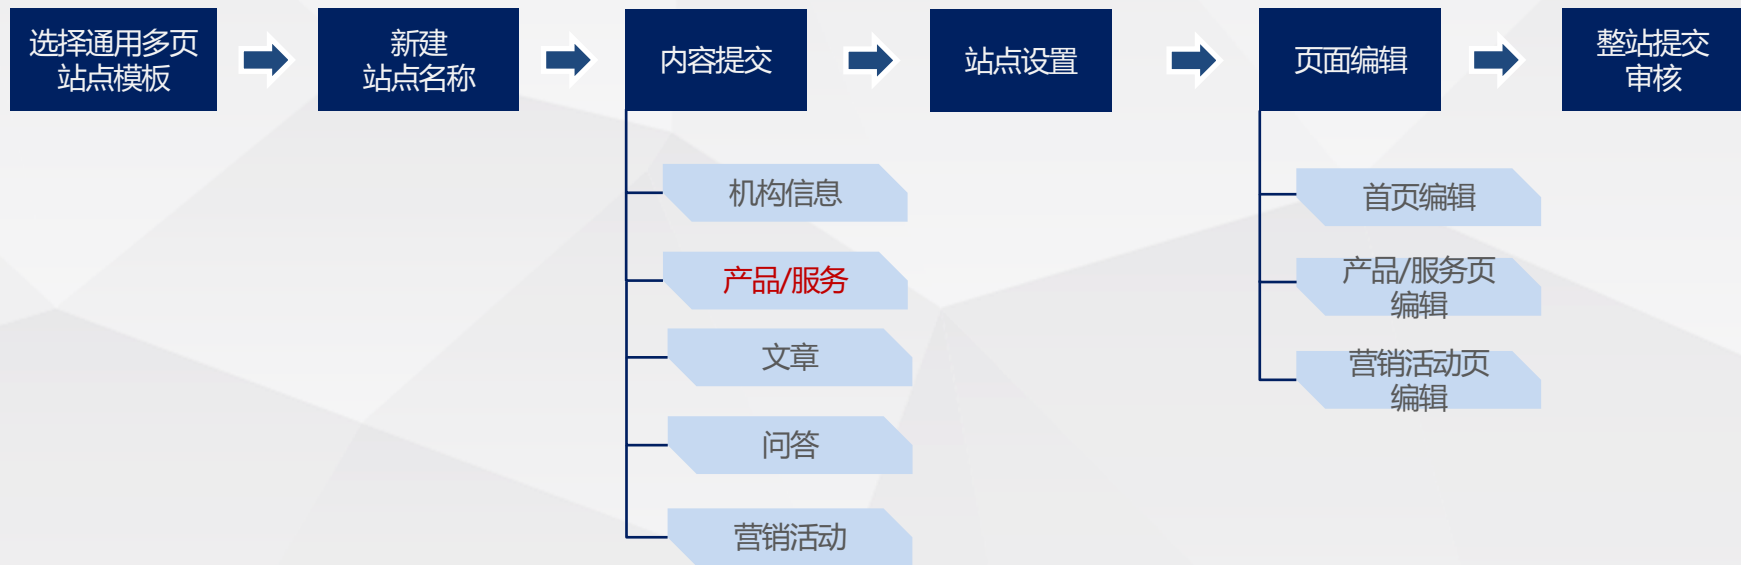 选择通用多页
站点模板
新建
站点名称
内容提交
站点设置
页面编辑
整站提交
审核
机构信息
产品/服务
文章
问答
营销活动
首页编辑
产品/服务页
编辑
营销活动页
编辑